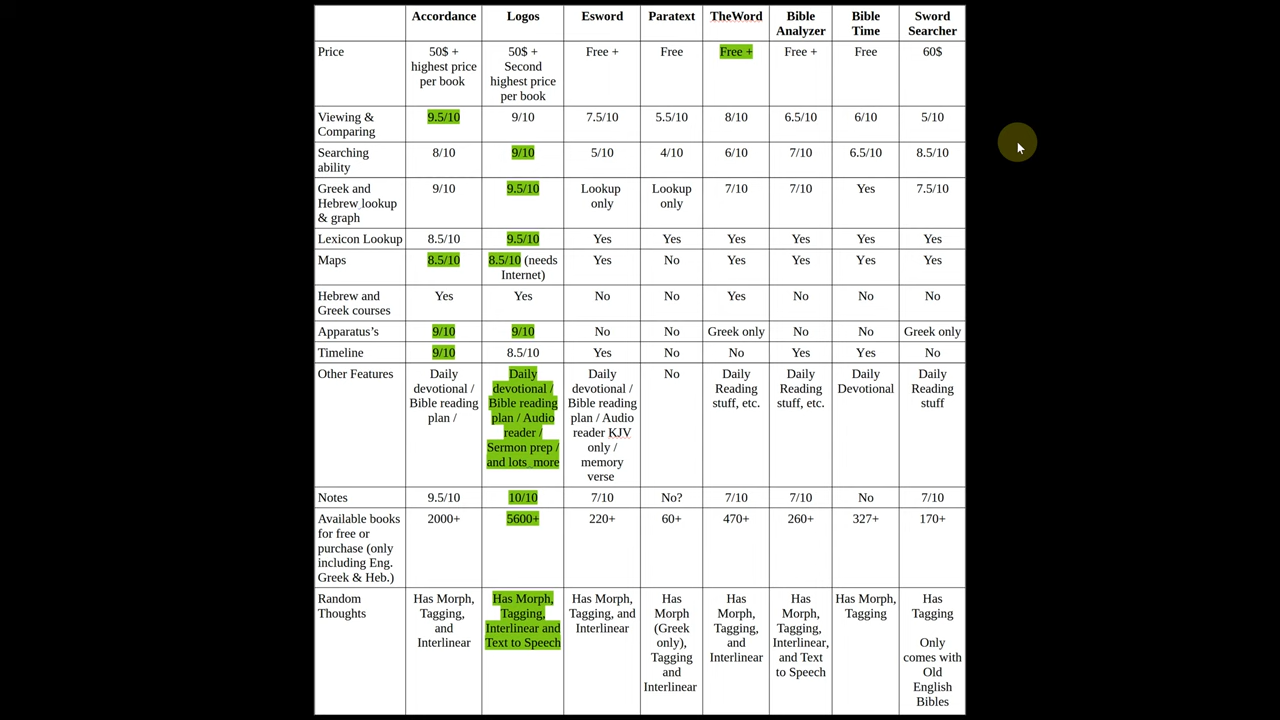 Accordance Logos Esword Paratext TheWord Bible Analyzer Bible Time Sword Searcher
Price 50$ + highest price per book 50$ + Second highest price per book Free + Free Free + Free + Free 60$
Viewing & Comparing 9.5/10 9/10 7.5/10 5.5/10 8/10 6.5/10 6/10 5/10
Searching ability 8/10 9/10 5/10 4/10 6/10 7/10 6.5/10 8.5/10
Greek and Hebrew lookup & graph 9/10 9.5/10 Lookup only Lookup only 7/10 7/10 Yes 7.5/10
Lexicon Lookup 8.5/10 9.5/10 Yes Yes Yes Yes Yes Yes
Maps 8.5/10 8.5/10 (needs Internet) Yes No Yes Yes Yes Yes
Hebrew and Greek courses Yes Yes No No Yes No No No
Apparatus’s 9/10 9/10 No No Greek only No No Greek only
Timeline 9/10 8.5/10 Yes No No Yes Yes No
Other Features Daily devotional / Bible reading plan / Daily devotional / Bible reading plan / Audio reader / Sermon prep / and lots more Daily devotional / Bible reading plan / Audio reader KJV only / memory verse No Daily Reading stuff, etc. Daily Reading stuff, etc. Daily Devotional Daily Reading stuff
Notes 9.5/10 10/10 7/10 No? 7/10 7/10 No 7/10
Available books for free or purchase (only including Eng. Greek & Heb.) 2000+ 5600+ 220+ 60+ 470+ 260+ 327+ 170+
Random Thoughts Has Morph, Tagging, and Interlinear Has Morph, Tagging, Interlinear and Text to Speech Has Morph, Tagging, and Interlinear Has Morph (Greek only), Tagging and Interlinear Has Morph, Tagging, and Interlinear Has Morph, Tagging, Interlinear, and Text to Speech Has Morph, Tagging Has Tagging Only comes with Old English Bibles